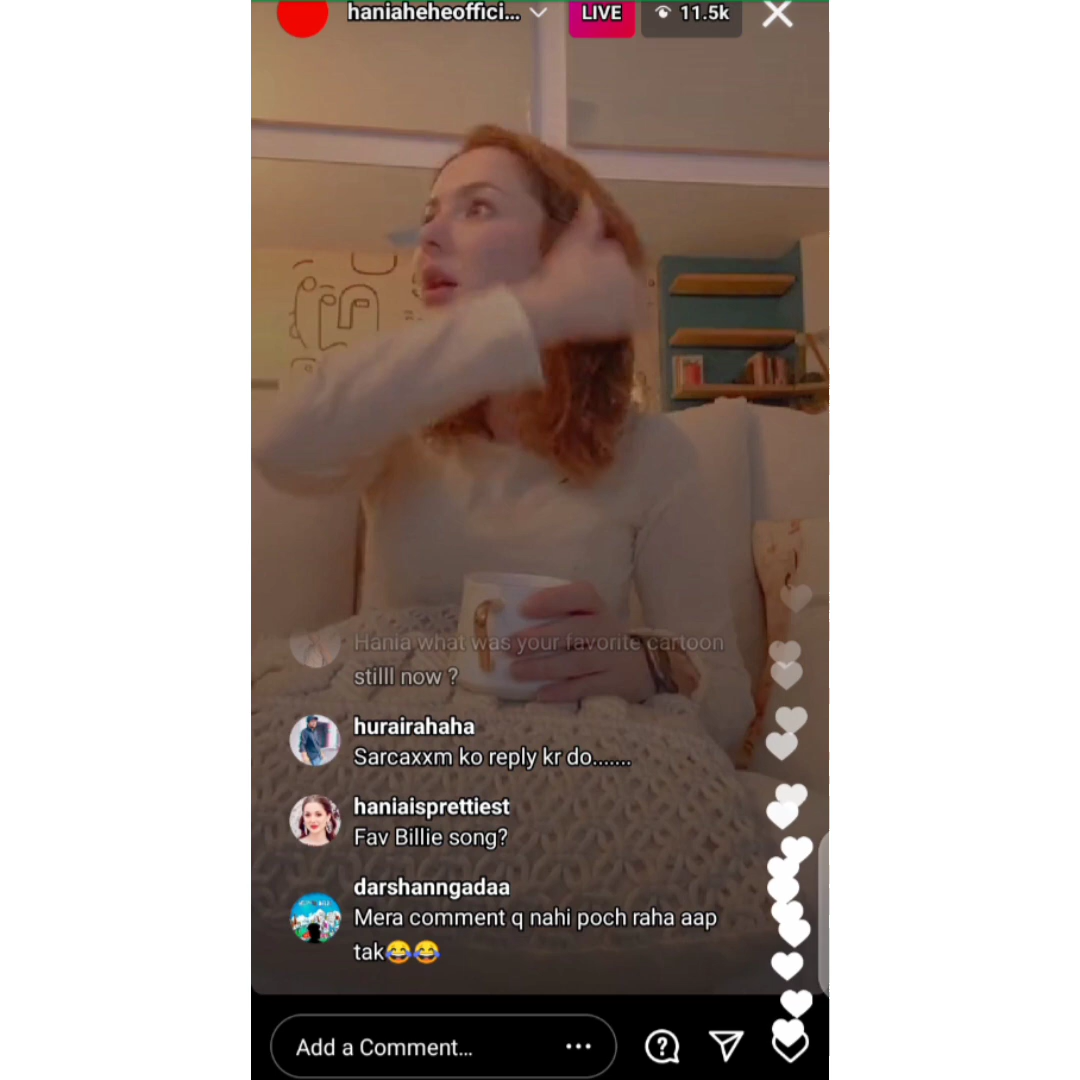 haniaheheoffici...
LIVE
11.5k
Hania what was your favorite cartoon
stilll now ?
hurairahaha
Sarcaxxm ko reply kr do.......
haniaisprettiest
Fav Billie song?
darshanngadaa
Mera comment q nahi poch raha aap
tak😂😂
Add a Comment...